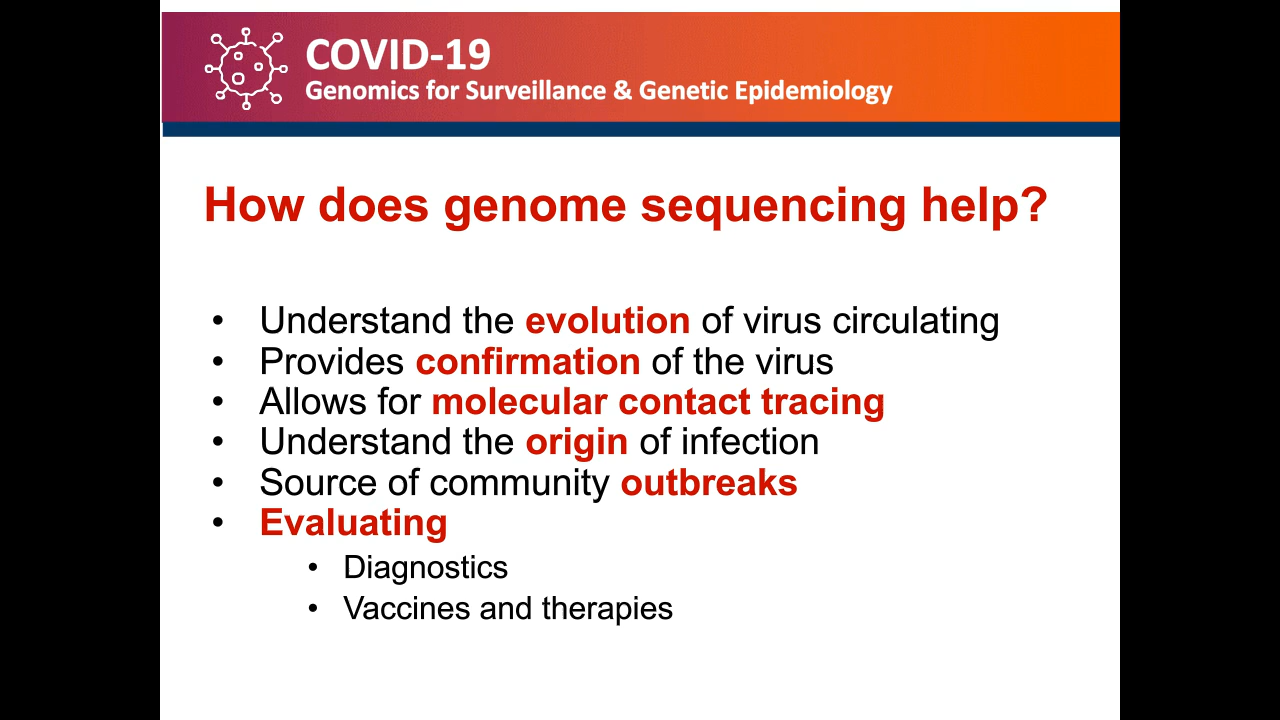 COVID-19
Genomics for Surveillance & Genetic Epidemiology
How does genome sequencing help?
• Understand the evolution of virus circulating
• Provides confirmation of the virus
• Allows for molecular contact tracing
• Understand the origin of infection
• Source of community outbreaks
• Evaluating
• Diagnostics
• Vaccines and therapies